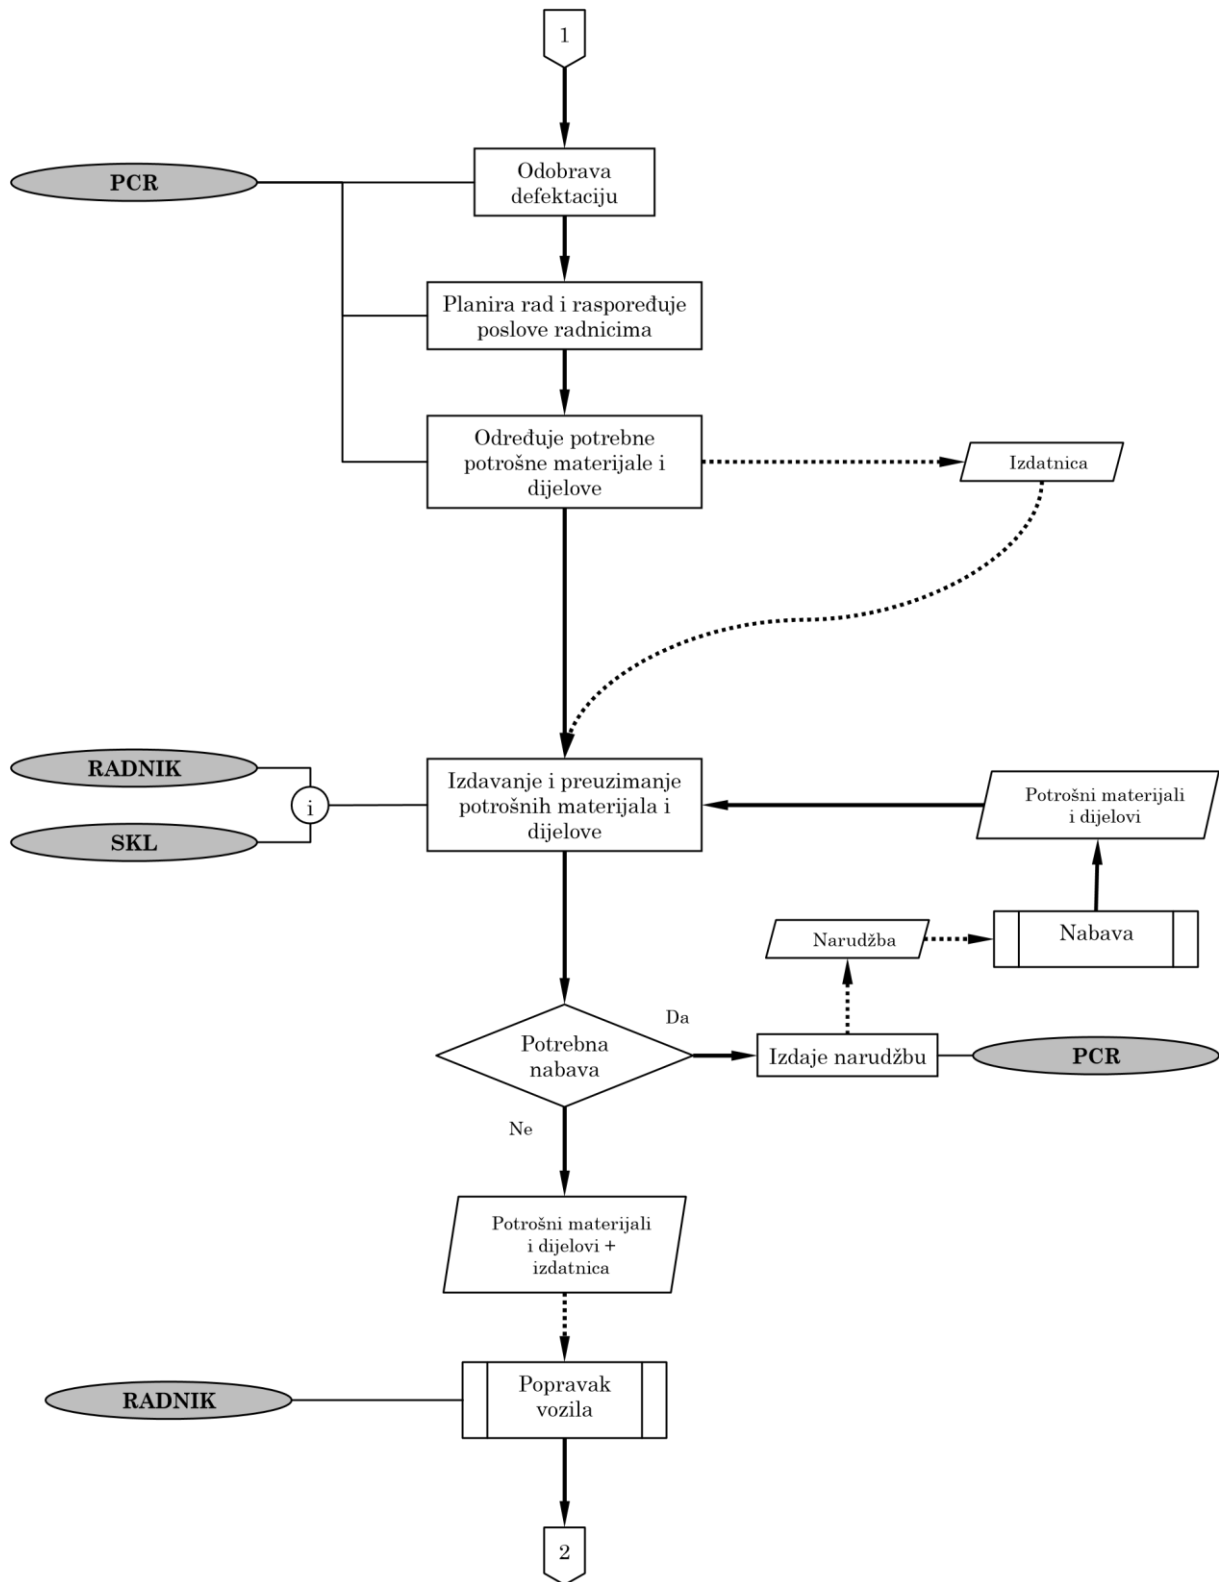 1
PCR
Odobrava
defektaciju
Planira rad i raspoređuje
poslove radnicima
Određuje potrebne
potrošne materijale i
dijelove
Izdatnica
RADNIK
i
SKL
Izdavanje i preuzimanje
potrošnih materijala i
dijelove
Potrošni materijali
i dijelovi
Narudžba
Nabava
Potrebna
nabava
Da
Izdaje narudžbu
PCR
Ne
Potrošni materijali
i dijelovi +
izdatnica
RADNIK
Popravak
vozila
2